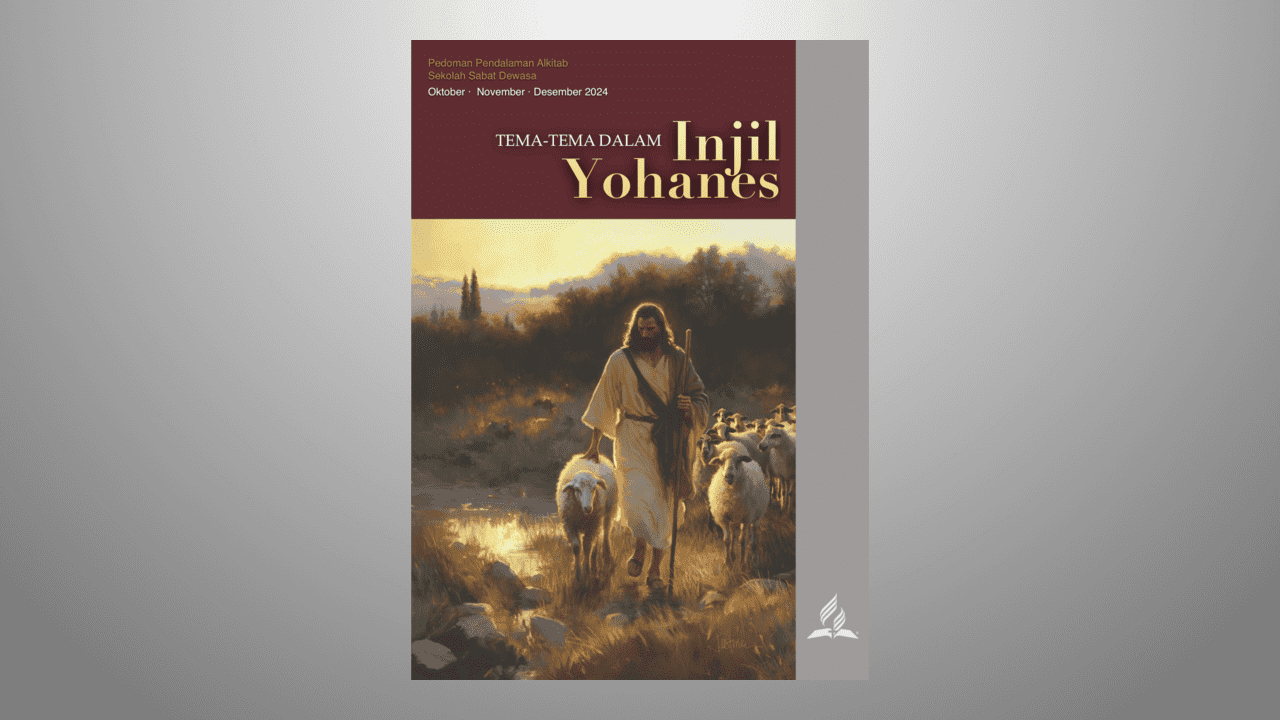 Pedoman Pendalaman Alkitab
Sekolah Sabat Dewasa
Oktober · November · Desember 2024
TEMA-TEMA DALAM Injil
Yohanes